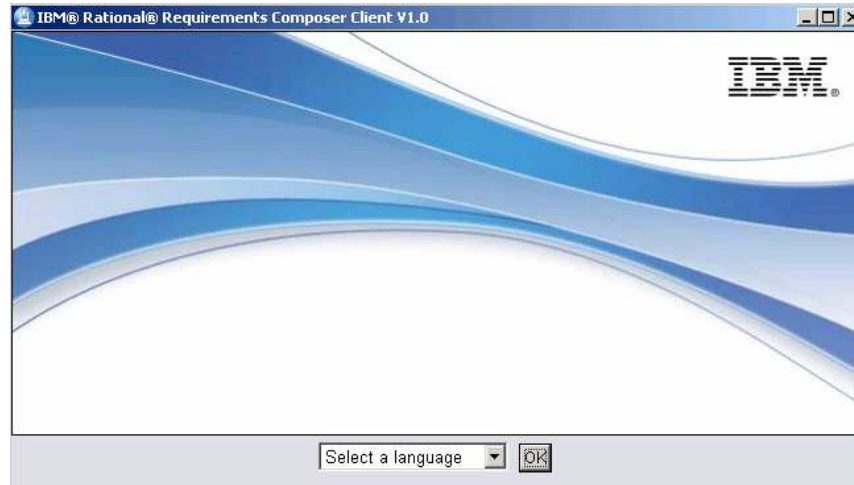 IBM® Rational® Requirements Composer Client V1.0
IBM®
Select a language
OK